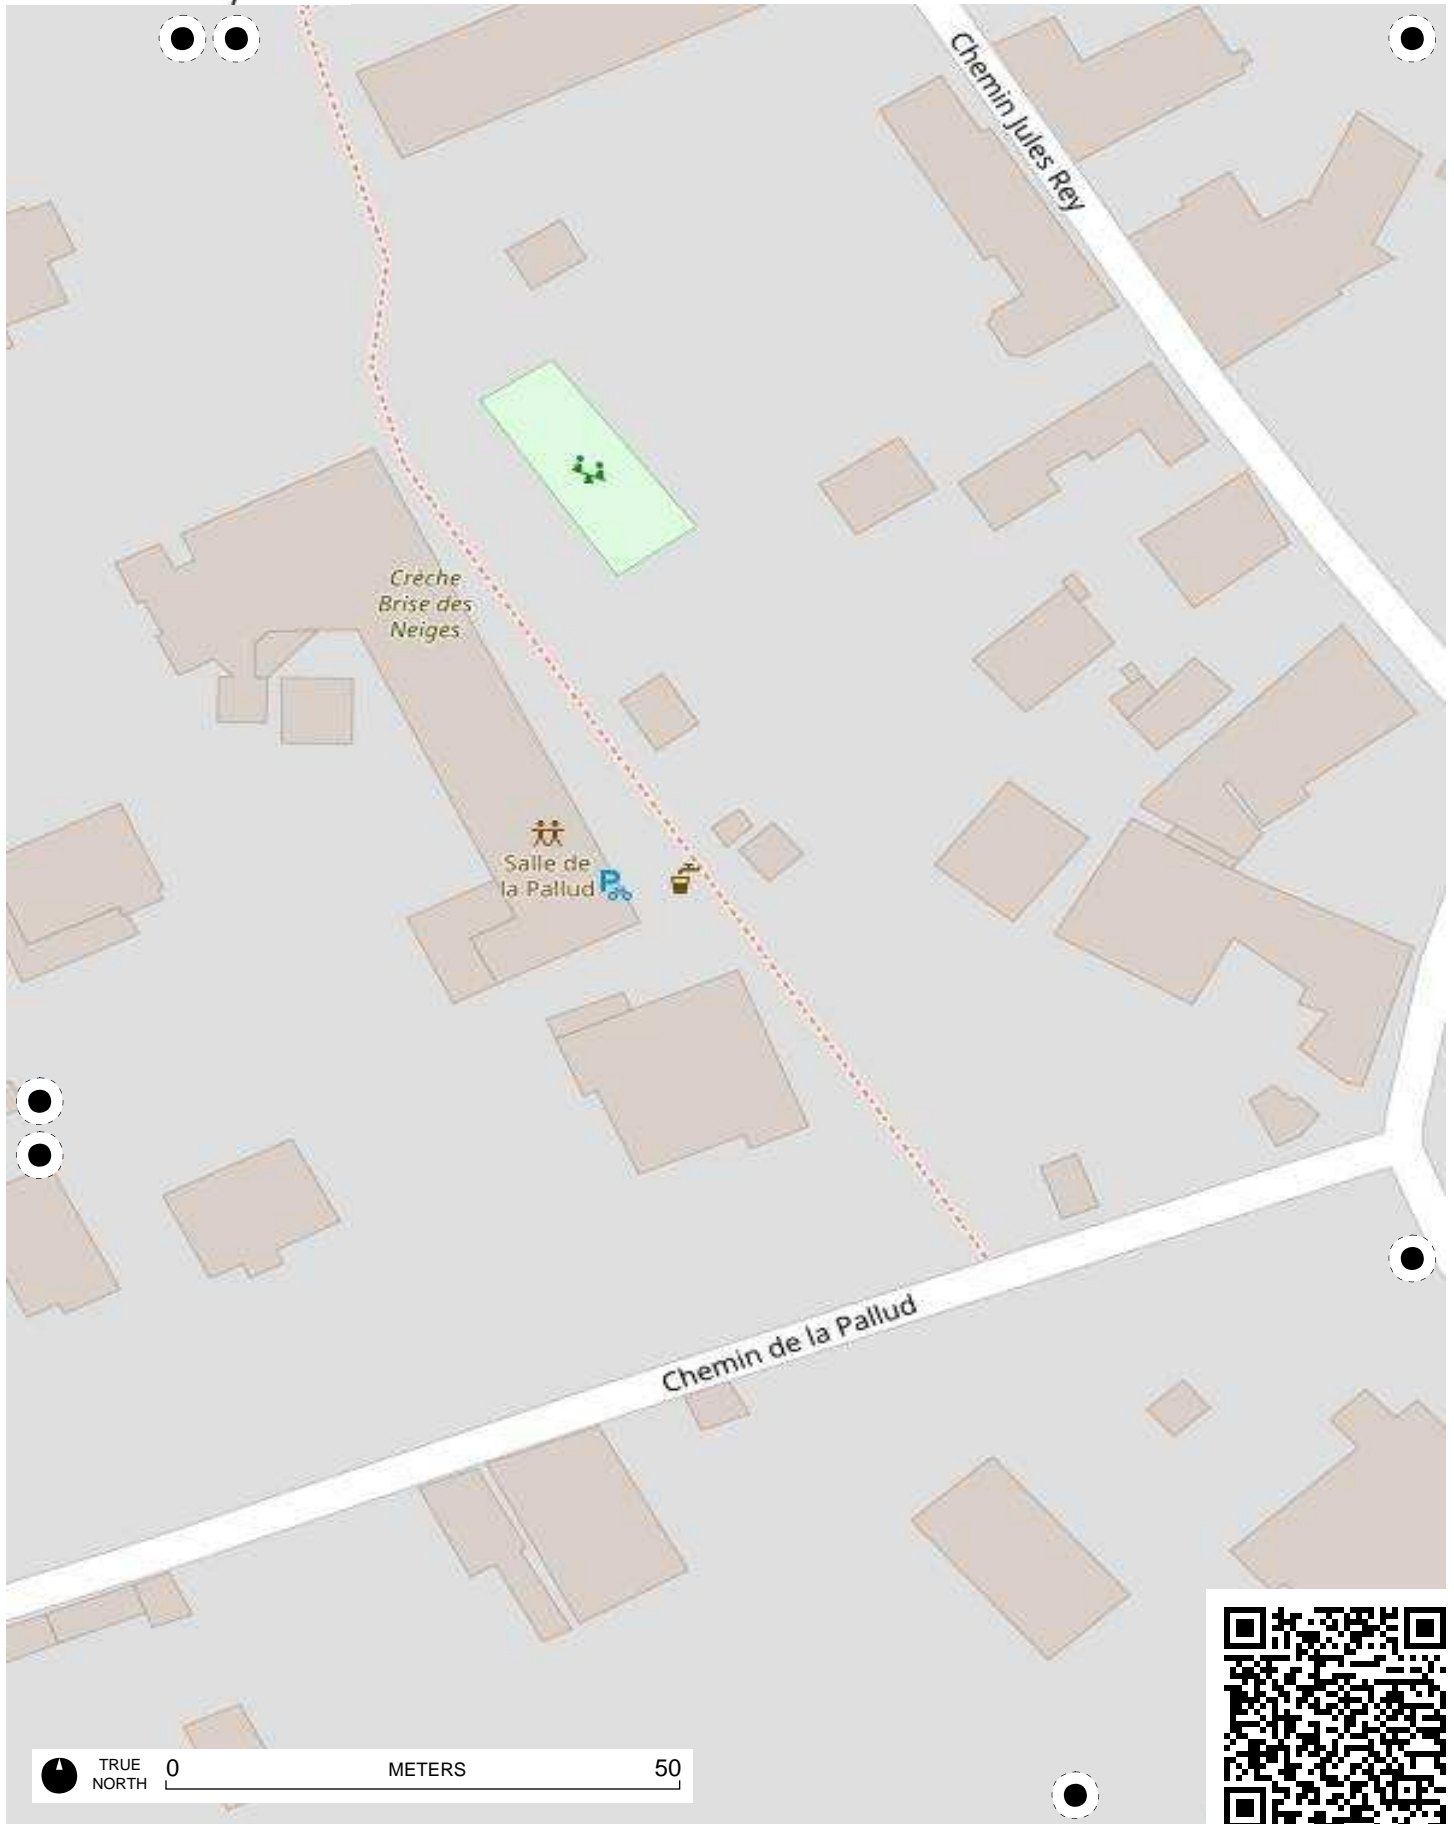 Chemin Jules Rey
Crèche
Brise des
Neiges
Salle de
la Pallud
P
Chemin de la Pallud
TRUE
NORTH
0
METERS
50